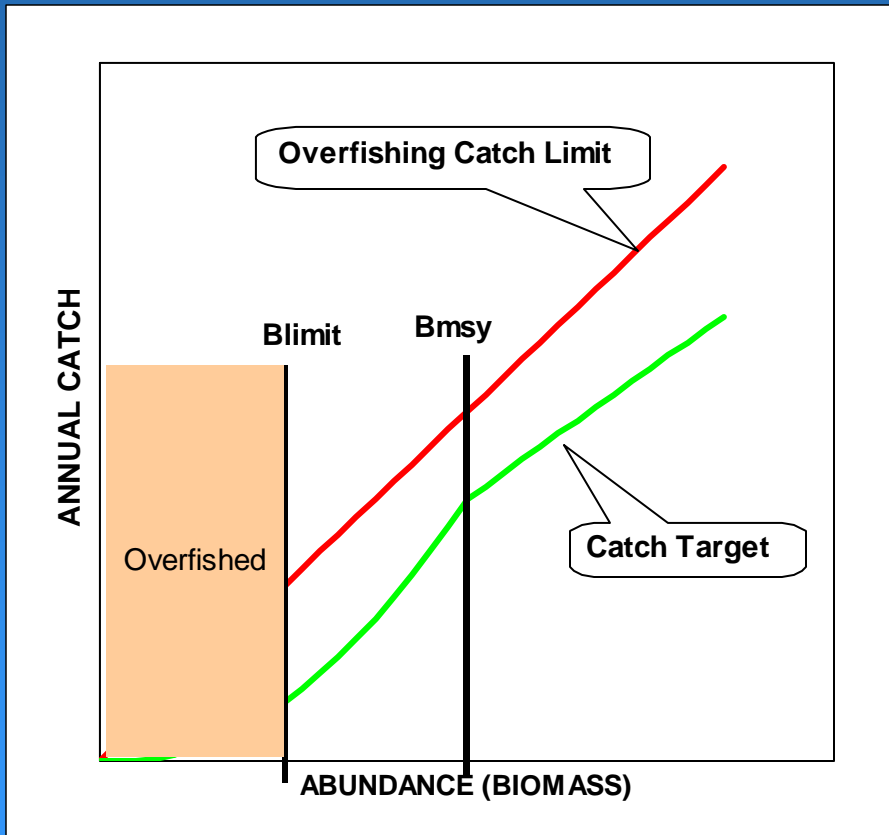 Overfishing Catch Limit
Blimit
Bmsy
ANNUAL CATCH
Overfished
Catch Target
ABUNDANCE (BIOMASS)